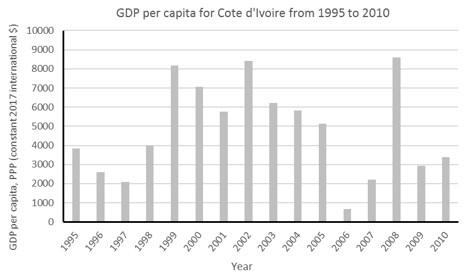 GDP per capita for Cote d'Ivoire from 1995 to 2010
GDP per capita, PPP (constant 2017 international $)
10000
9000
8000
7000
6000
5000
4000
3000
2000
1000
0
1995 1996 1997 1998 1999 2000 2001 2002 2003 2004 2005 2006 2007 2008 2009 2010
Year